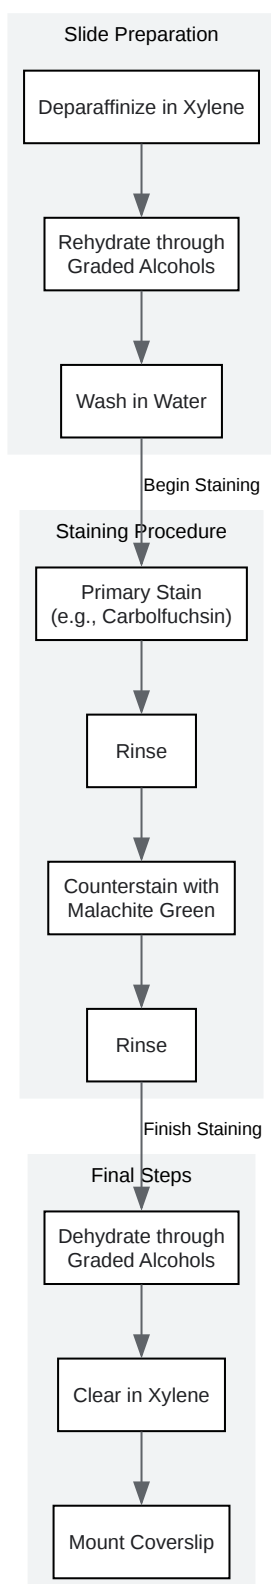 Slide Preparation
Deparaffinize in Xylene
Rehydrate through
Graded Alcohols
Wash in Water
Begin Staining
Staining Procedure
Primary Stain
(e.g., Carbolfuchsin)
Rinse
Counterstain with
Malachite Green
Rinse
Finish Staining
Final Steps
Dehydrate through
Graded Alcohols
Clear in Xylene
Mount Coverslip